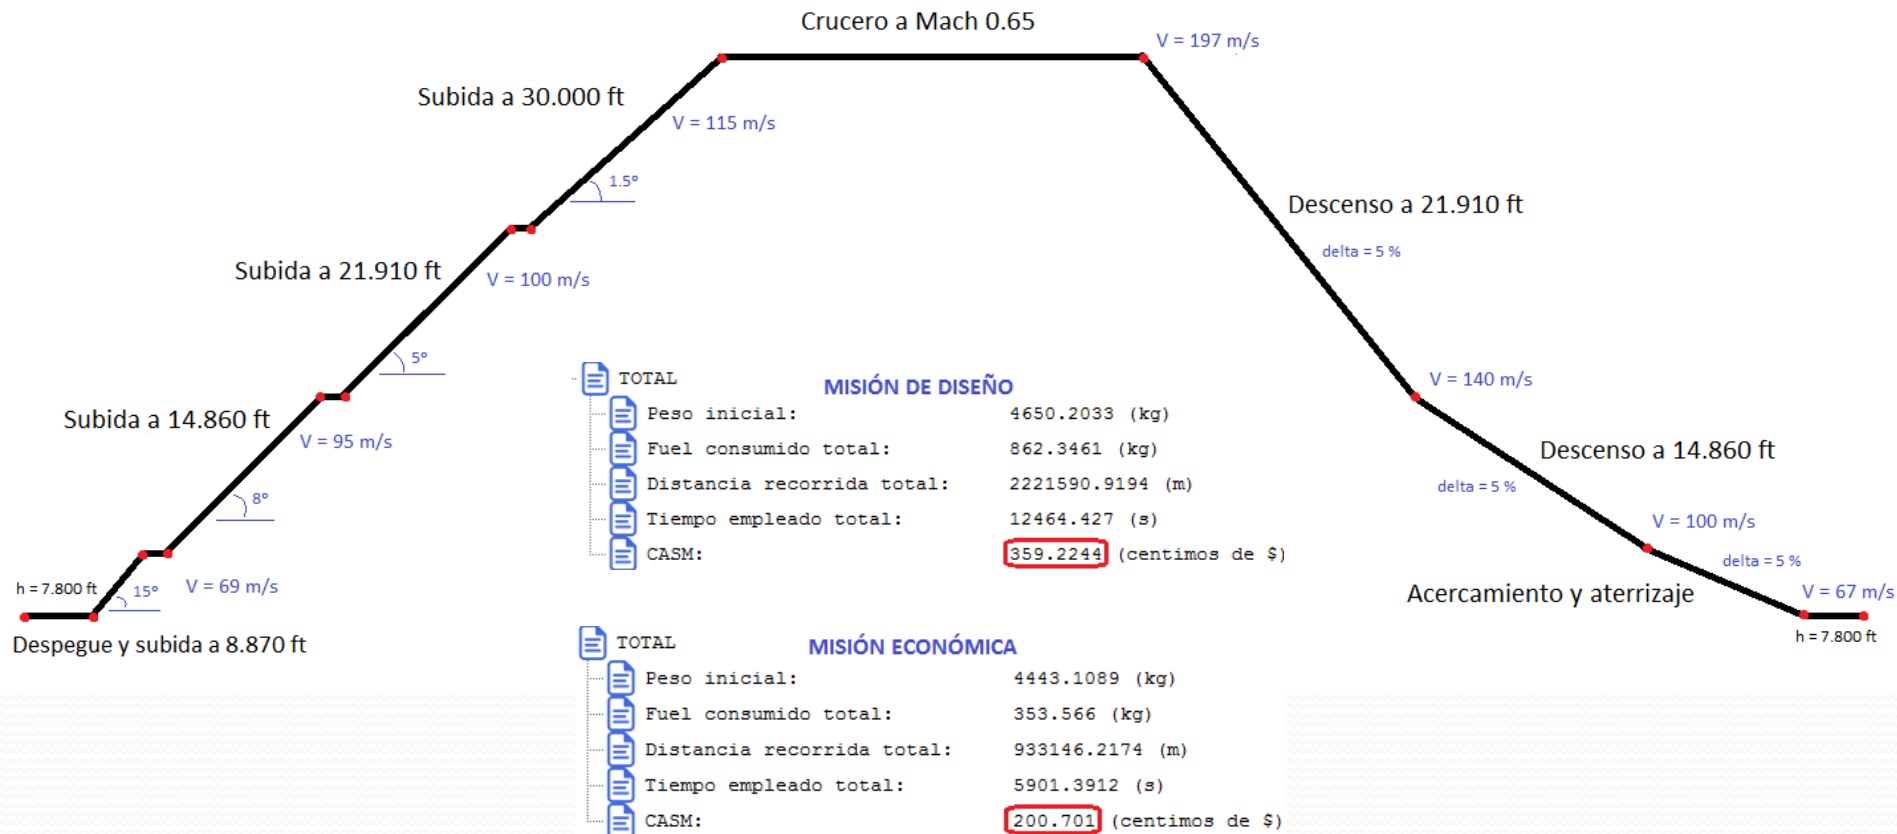 Crucero a Mach 0.65
V = 197 m/s
Subida a 30.000 ft
V = 115 m/s
1.5º
Descenso a 21.910 ft
delta = 5 %
Subida a 21.910 ft
V = 100 m/s
5º
V = 140 m/s
Subida a 14.860 ft
V = 95 m/s
8º
Descenso a 14.860 ft
delta = 5 %
V = 100 m/s
delta = 5 %
h = 7.800 ft
15º
V = 69 m/s
Despegue y subida a 8.870 ft
Acercamiento y aterrizaje
V = 67 m/s
h = 7.800 ft
TOTAL MISIÓN DE DISEÑO
Peso inicial: 4650.2033 (kg)
Fuel consumido total: 862.3461 (kg)
Distancia recorrida total: 2221590.9194 (m)
Tiempo empleado total: 12464.427 (s)
CASM: 359.2244 (centimos de $)
TOTAL MISIÓN ECONÓMICA
Peso inicial: 4443.1089 (kg)
Fuel consumido total: 353.566 (kg)
Distancia recorrida total: 933146.2174 (m)
Tiempo empleado total: 5901.3912 (s)
CASM: 200.701 (centimos de $)